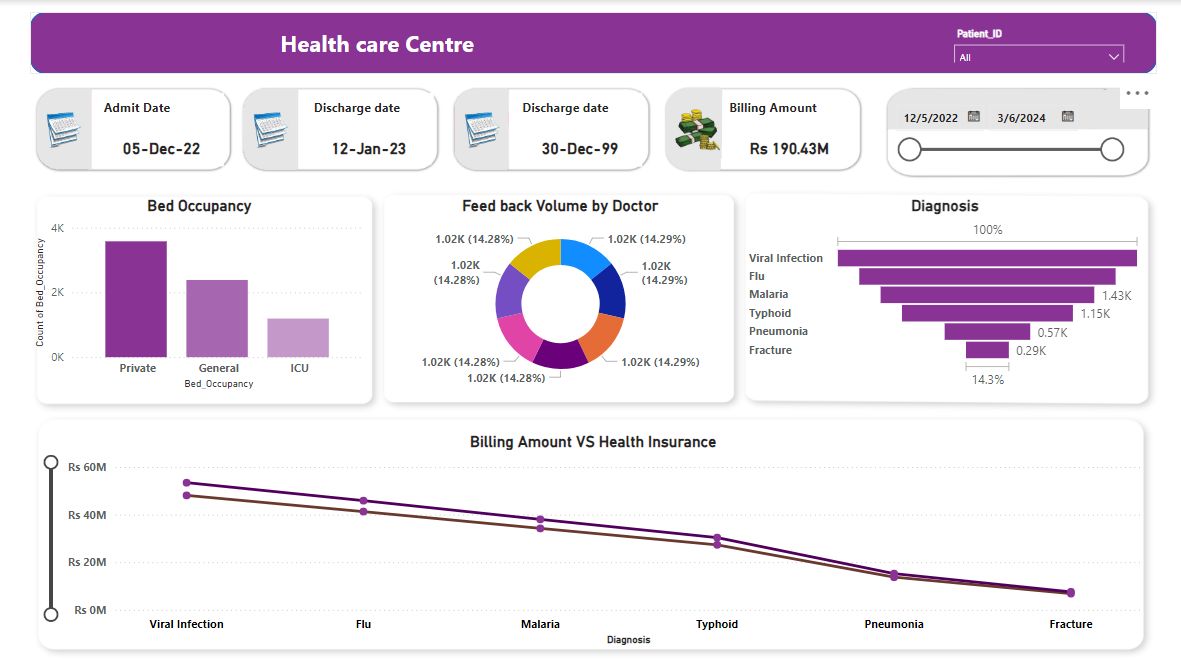 Health care Centre
Patient_ID
All
Admit Date
05-Dec-22
Discharge date
12-Jan-23
Discharge date
30-Dec-99
Billing Amount
Rs 190.43M
12/5/2022
3/6/2024
Bed Occupancy
Count of Bed_Occupancy
4K
2K
0K
Private
General
ICU
Bed_Occupancy
Feed back Volume by Doctor
1.02K (14.28%)
1.02K (14.29%)
1.02K
(14.28%)
1.02K
(14.29%)
1.02K (14.28%)
1.02K (14.29%)
1.02K (14.28%)
Diagnosis
100%
Viral Infection
Flu
Malaria
1.43K
Typhoid
1.15K
Pneumonia
0.57K
Fracture
0.29K
14.3%
Billing Amount VS Health Insurance
Rs 60M
Rs 40M
Rs 20M
Rs 0M
Viral Infection
Flu
Malaria
Typhoid
Pneumonia
Fracture
Diagnosis